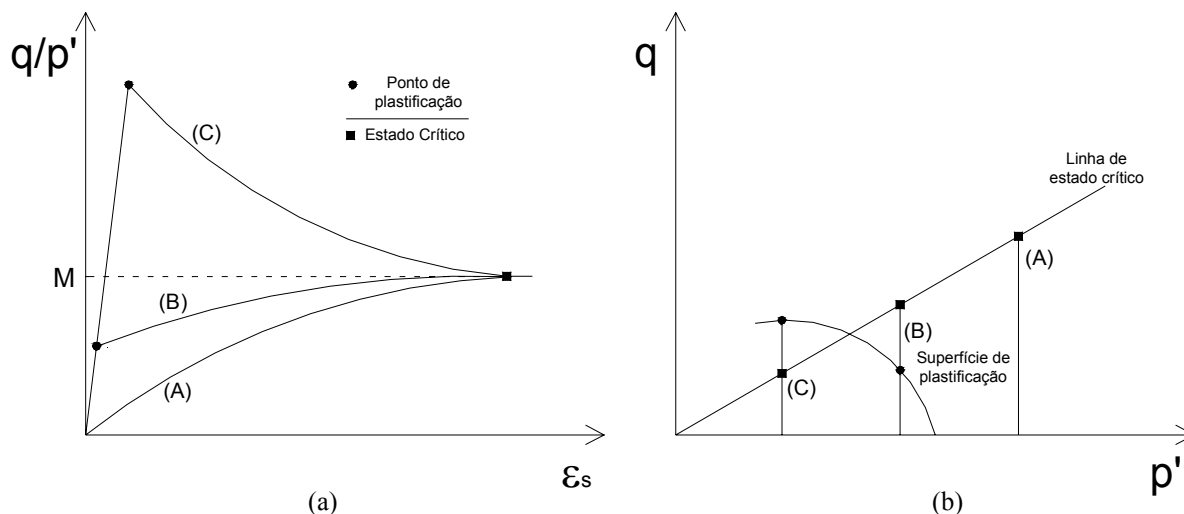 q/p'
Ponto de
plastificação
Estado Crítico
(C)
M
(B)
(A)
εs
(a)
q
Linha de
estado crítico
(A)
(B)
Superfície de
plastificação
(C)
p'
(b)